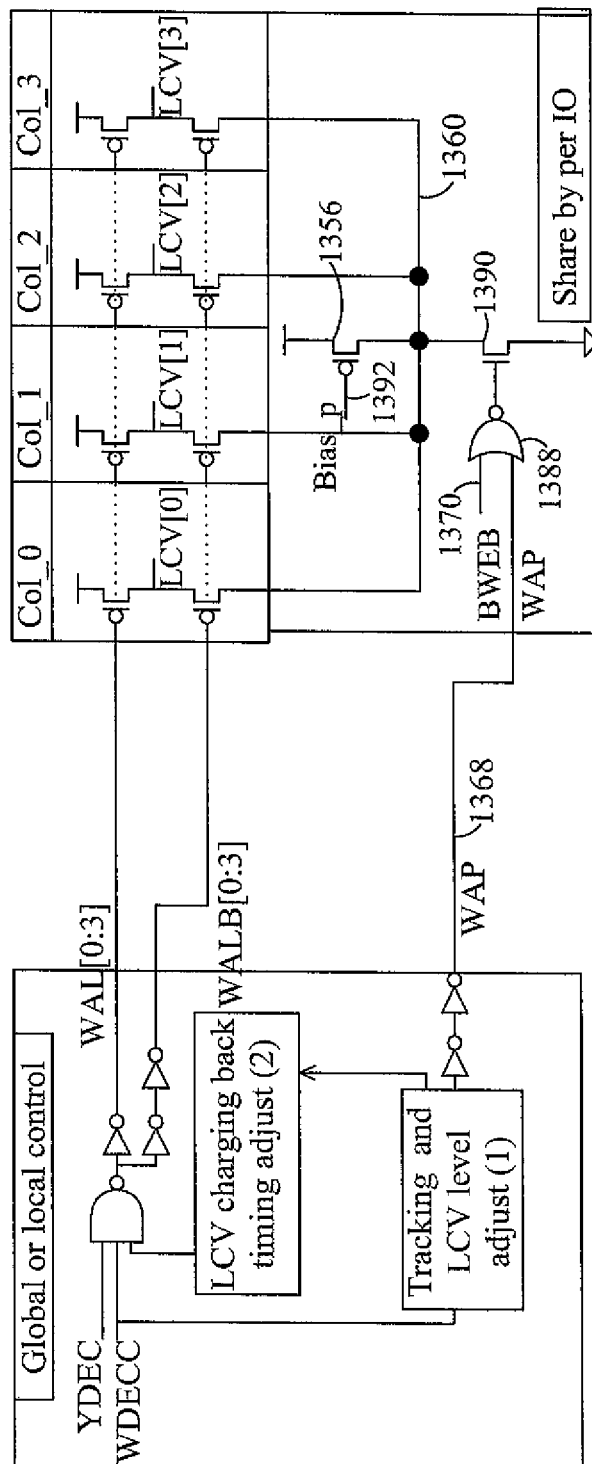 Global or local control
YDEC
WDECC
WAL[0:3]
WALB[0:3]
LCV charging back
timing adjust (2)
Tracking and
LCV level
adjust (1)
WAP
1368
Col_0
Col_1
Col_2
Col_3
LCV[0]
LCV[1]
LCV[2]
LCV[3]
Bias_p
1392
1356
1360
BWEB
1370
WAP
1388
1390
Share by per IO